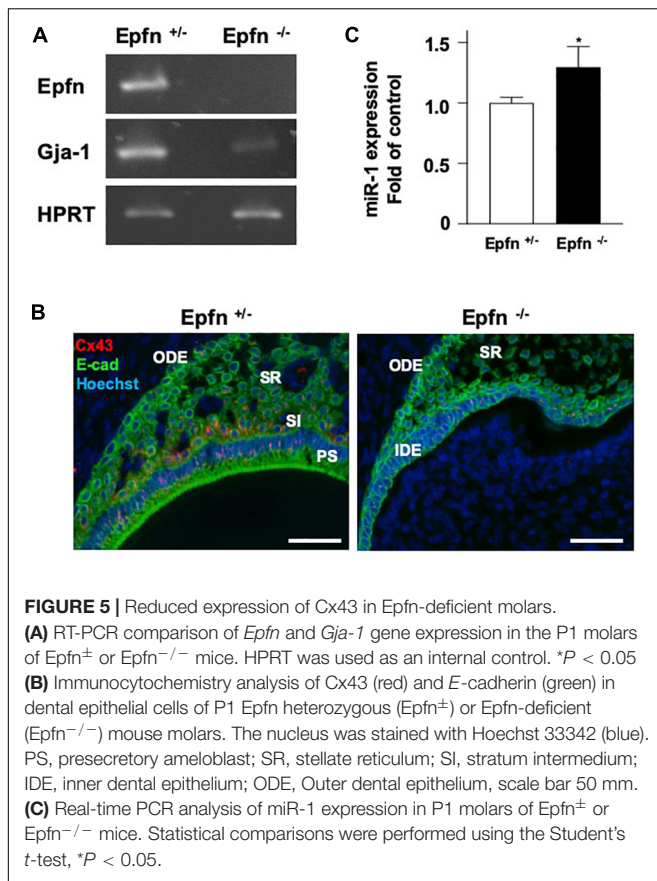 A
Epfn +/-
Epfn -/-
Epfn
Gja-1
HPRT
C
*
miR-1 expression
Fold of control
1.5
1.0
0.5
0
Epfn +/-
Epfn -/-
B
Epfn +/-
Epfn -/-
Cx43
E-cad
Hoechst
ODE
SR
SI
PS
ODE
SR
IDE
FIGURE 5 | Reduced expression of Cx43 in Epfn-deficient molars.
(A) RT-PCR comparison of Epfn and Gja-1 gene expression in the P1 molars
of Epfn± or Epfn−/− mice. HPRT was used as an internal control. *P < 0.05
(B) Immunocytochemistry analysis of Cx43 (red) and E-cadherin (green) in
dental epithelial cells of P1 Epfn heterozygous (Epfn±) or Epfn-deficient
(Epfn−/−) mouse molars. The nucleus was stained with Hoechst 33342 (blue).
PS, presecretory ameloblast; SR, stellate reticulum; SI, stratum intermedium;
IDE, inner dental epithelium; ODE, Outer dental epithelium, scale bar 50 mm.
(C) Real-time PCR analysis of miR-1 expression in P1 molars of Epfn± or
Epfn−/− mice. Statistical comparisons were performed using the Student's
t-test, *P < 0.05.